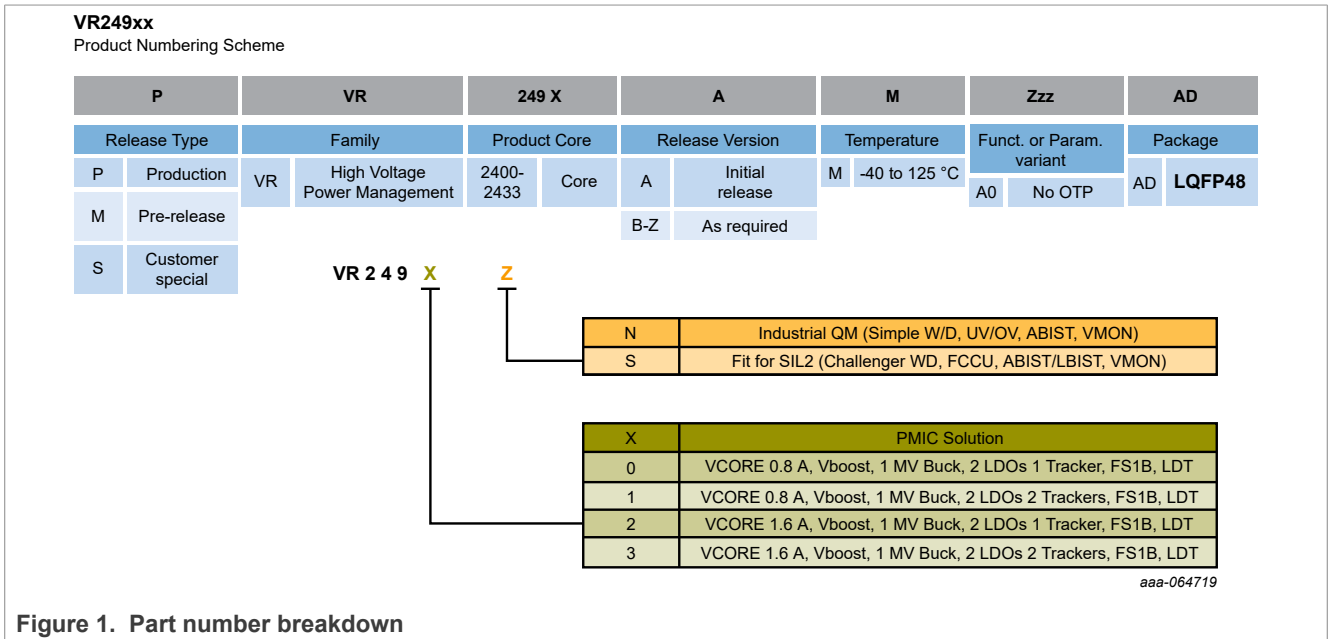 VR249xx
Product Numbering Scheme
P VR 249 X A M Zzz AD
Release Type Family Product Core Release Version Temperature Funct. or Param. variant Package
P Production
M Pre-release
S Customer special
VR High Voltage Power Management
2400-2433 Core
A Initial release
B-Z As required
M -40 to 125 °C
A0 No OTP
AD LQFP48
VR 2 4 9 X Z
N Industrial QM (Simple W/D, UV/OV, ABIST, VMON)
S Fit for SIL2 (Challenger WD, FCCU, ABIST/LBIST, VMON)
X PMIC Solution
0 VCORE 0.8 A, Vboost, 1 MV Buck, 2 LDOs 1 Tracker, FS1B, LDT
1 VCORE 0.8 A, Vboost, 1 MV Buck, 2 LDOs 2 Trackers, FS1B, LDT
2 VCORE 1.6 A, Vboost, 1 MV Buck, 2 LDOs 1 Tracker, FS1B, LDT
3 VCORE 1.6 A, Vboost, 1 MV Buck, 2 LDOs 2 Trackers, FS1B, LDT
aaa-064719
Figure 1. Part number breakdown